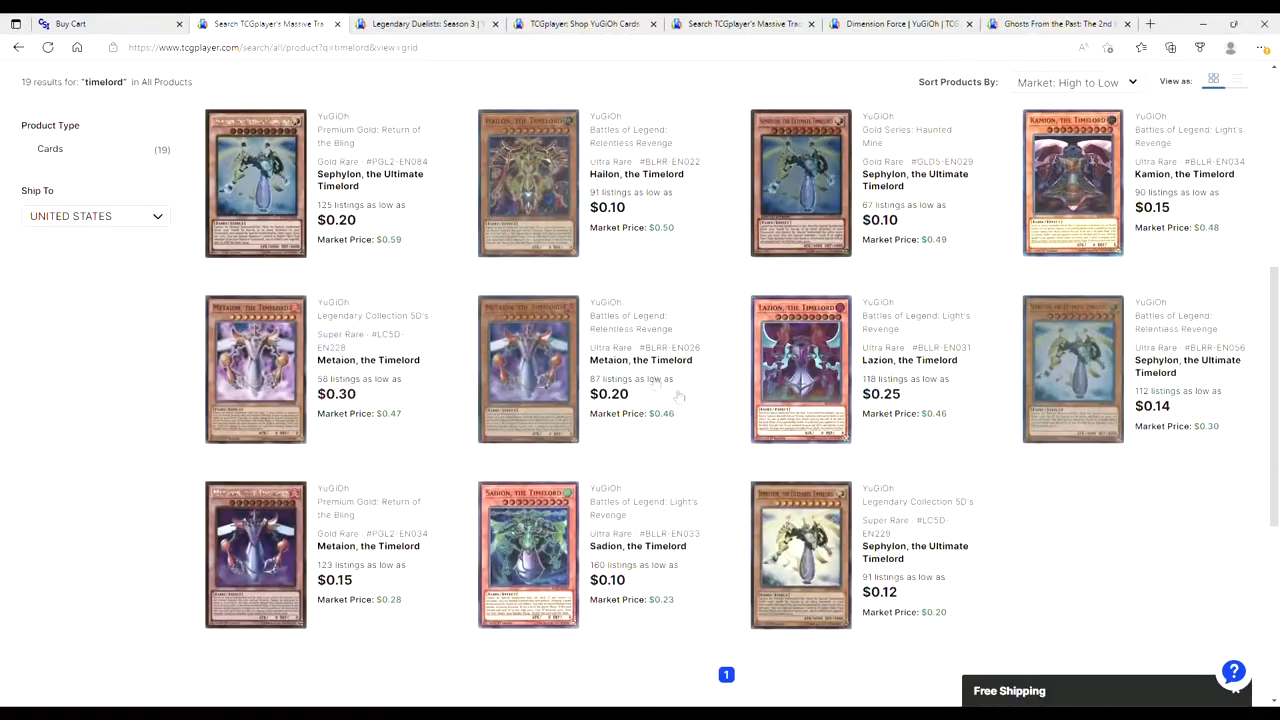 Buy Cart
Search TCGplayer's Massive Tra
Legendary Duelists: Season 3 | Y
TCGplayer: Shop YuGiOh Cards
Search TCGplayer's Massive Trac
Dimension Force | YuGiOh | TCG
Ghosts From the Past: The 2nd H
https://www.tcgplayer.com/search/all/product?q=timelord&view=grid
19 results for: "timelord" in All Products
Sort Products By:
Market: High to Low
View as:
Product Type
Cards
(19)
Ship To
UNITED STATES
YuGiOh
Premium Gold: Return of
the Bling
Gold Rare · #PGL2-EN084
Sephylon, the Ultimate
Timelord
125 listings as low as
$0.20
Market Price:
YuGiOh
Battles of Legend:
Relentless Revenge
Ultra Rare · #BLRR-EN022
Hailon, the Timelord
91 listings as low as
$0.10
Market Price: $0.50
YuGiOh
Gold Series: Haunted
Mine
Gold Rare · #GLD5-EN029
Sephylon, the Ultimate
Timelord
67 listings as low as
$0.10
Market Price: $0.49
KAMION, THE TIMELORD
YuGiOh
Battles of Legend: Light's
Revenge
Ultra Rare · #BLLR-EN034
Kamion, the Timelord
90 listings as low as
$0.15
Market Price: $0.48
METAION, THE TIMELORD
YuGiOh
Legendary Collection 5D's
Super Rare · #LC5D-
EN228
Metaion, the Timelord
58 listings as low as
$0.30
Market Price: $0.47
METAION, THE TIMELORD
YuGiOh
Battles of Legend:
Relentless Revenge
Ultra Rare · #BLRR-EN026
Metaion, the Timelord
87 listings as low as
$0.20
Market Price: $0.46
LAZION, THE TIMELORD
YuGiOh
Battles of Legend: Light's
Revenge
Ultra Rare · #BLLR-EN031
Lazion, the Timelord
118 listings as low as
$0.25
Market Price: $0.46
YuGiOh
Battles of Legend:
Relentless Revenge
Ultra Rare · #BLRR-EN056
Sephylon, the Ultimate
Timelord
112 listings as low as
$0.14
Market Price: $0.30
YuGiOh
Premium Gold: Return of
the Bling
Gold Rare · #PGL2-EN034
Metaion, the Timelord
123 listings as low as
$0.15
Market Price: $0.28
SADION, THE TIMELORD
YuGiOh
Battles of Legend: Light's
Revenge
Ultra Rare · #BLLR-EN033
Sadion, the Timelord
160 listings as low as
$0.10
Market Price: $0.23
YuGiOh
Legendary Collection 5D's
Super Rare · #LC5D-
EN229
Sephylon, the Ultimate
Timelord
91 listings as low as
$0.12
Market Price: $0.20
1
Free Shipping
?